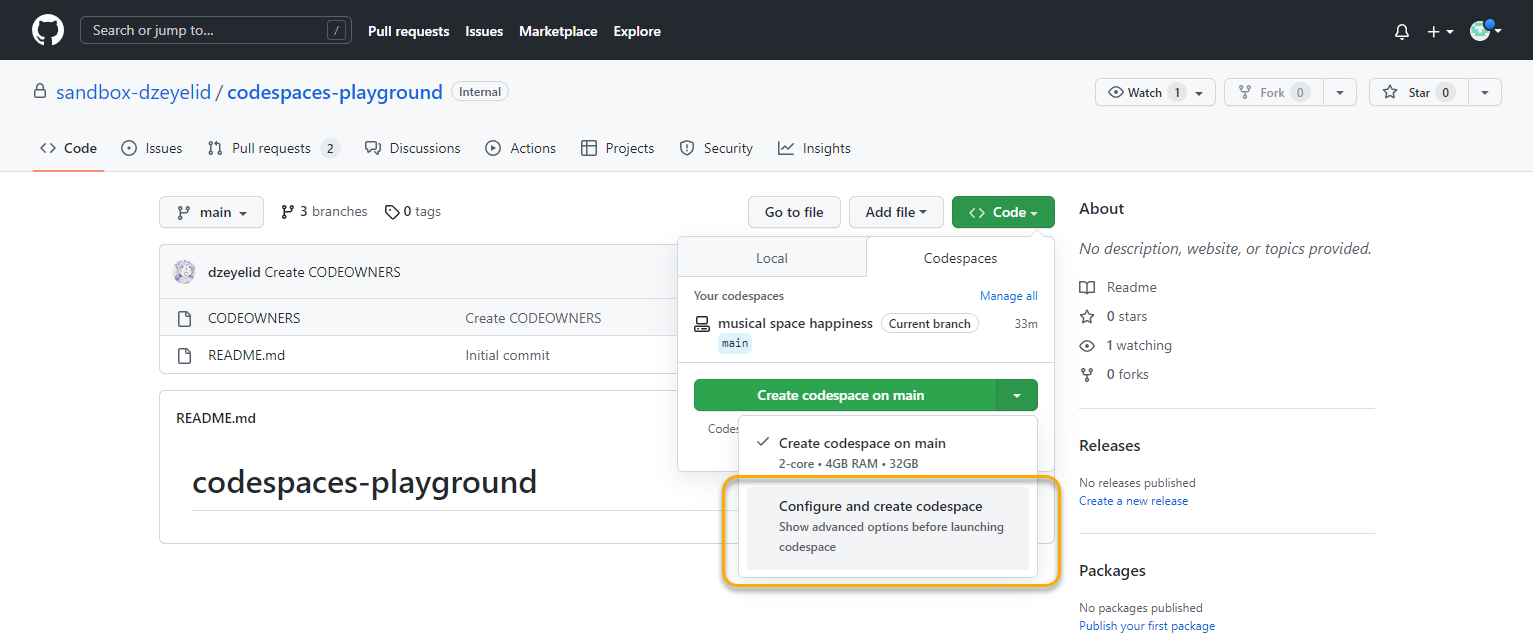 Search or jump to... /
Pull requests Issues Marketplace Explore
sandbox-dzeyelid / codespaces-playground Internal
Watch 1
Fork 0
Star 0
Code Issues Pull requests 2 Discussions Actions Projects Security Insights
main 3 branches 0 tags
Go to file Add file Code
dzeyelid Create CODEOWNERS
CODEOWNERS Create CODEOWNERS
README.md Initial commit
README.md
codespaces-playground
Local Codespaces
Your codespaces Manage all
musical space happiness Current branch 33m
main
Create codespace on main
Codes
Create codespace on main
2-core • 4GB RAM • 32GB
Configure and create codespace
Show advanced options before launching
codespace
About
No description, website, or topics provided.
Readme
0 stars
1 watching
0 forks
Releases
No releases published
Create a new release
Packages
No packages published
Publish your first package